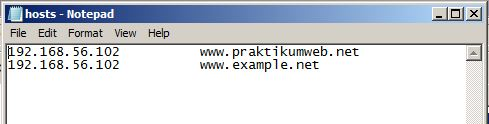 hosts - Notepad
File Edit Format View Help
192.168.56.102 www.praktikumweb.net
192.168.56.102 www.example.net